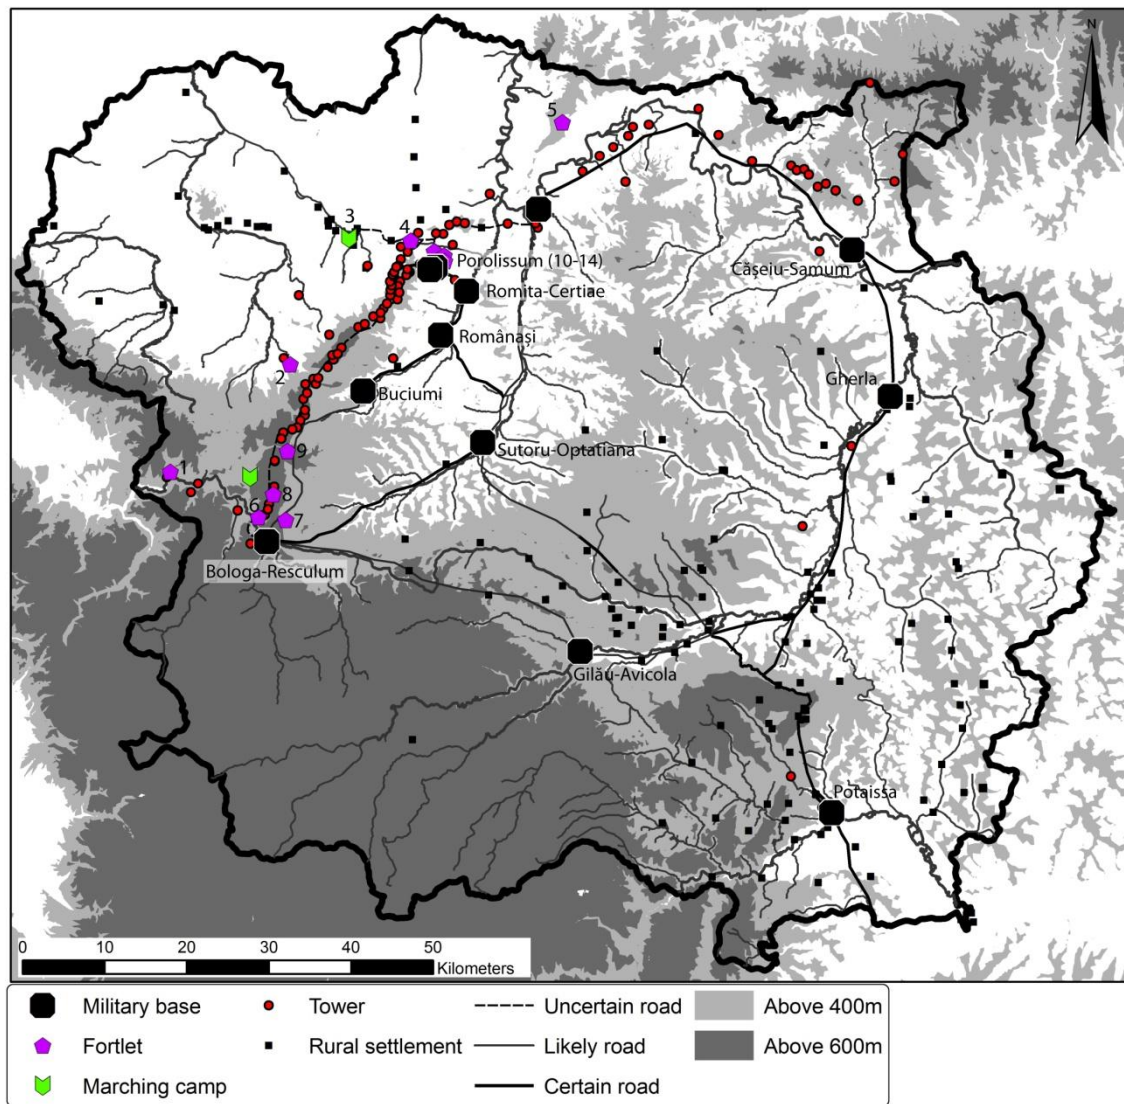 N
5
3
4
Porolissum (10-14)
Romita-Certiae
Cășeiu-Samum
Românași
2
Buciumi
Gherla
Sutoru-Optatiana
9
1
8
6
7
Bologa-Resculum
Gilău-Avicola
Potaissa
0 10 20 30 40 50
Kilometers
Military base Tower Uncertain road Above 400m
Fortlet Rural settlement Likely road Above 600m
Marching camp Certain road